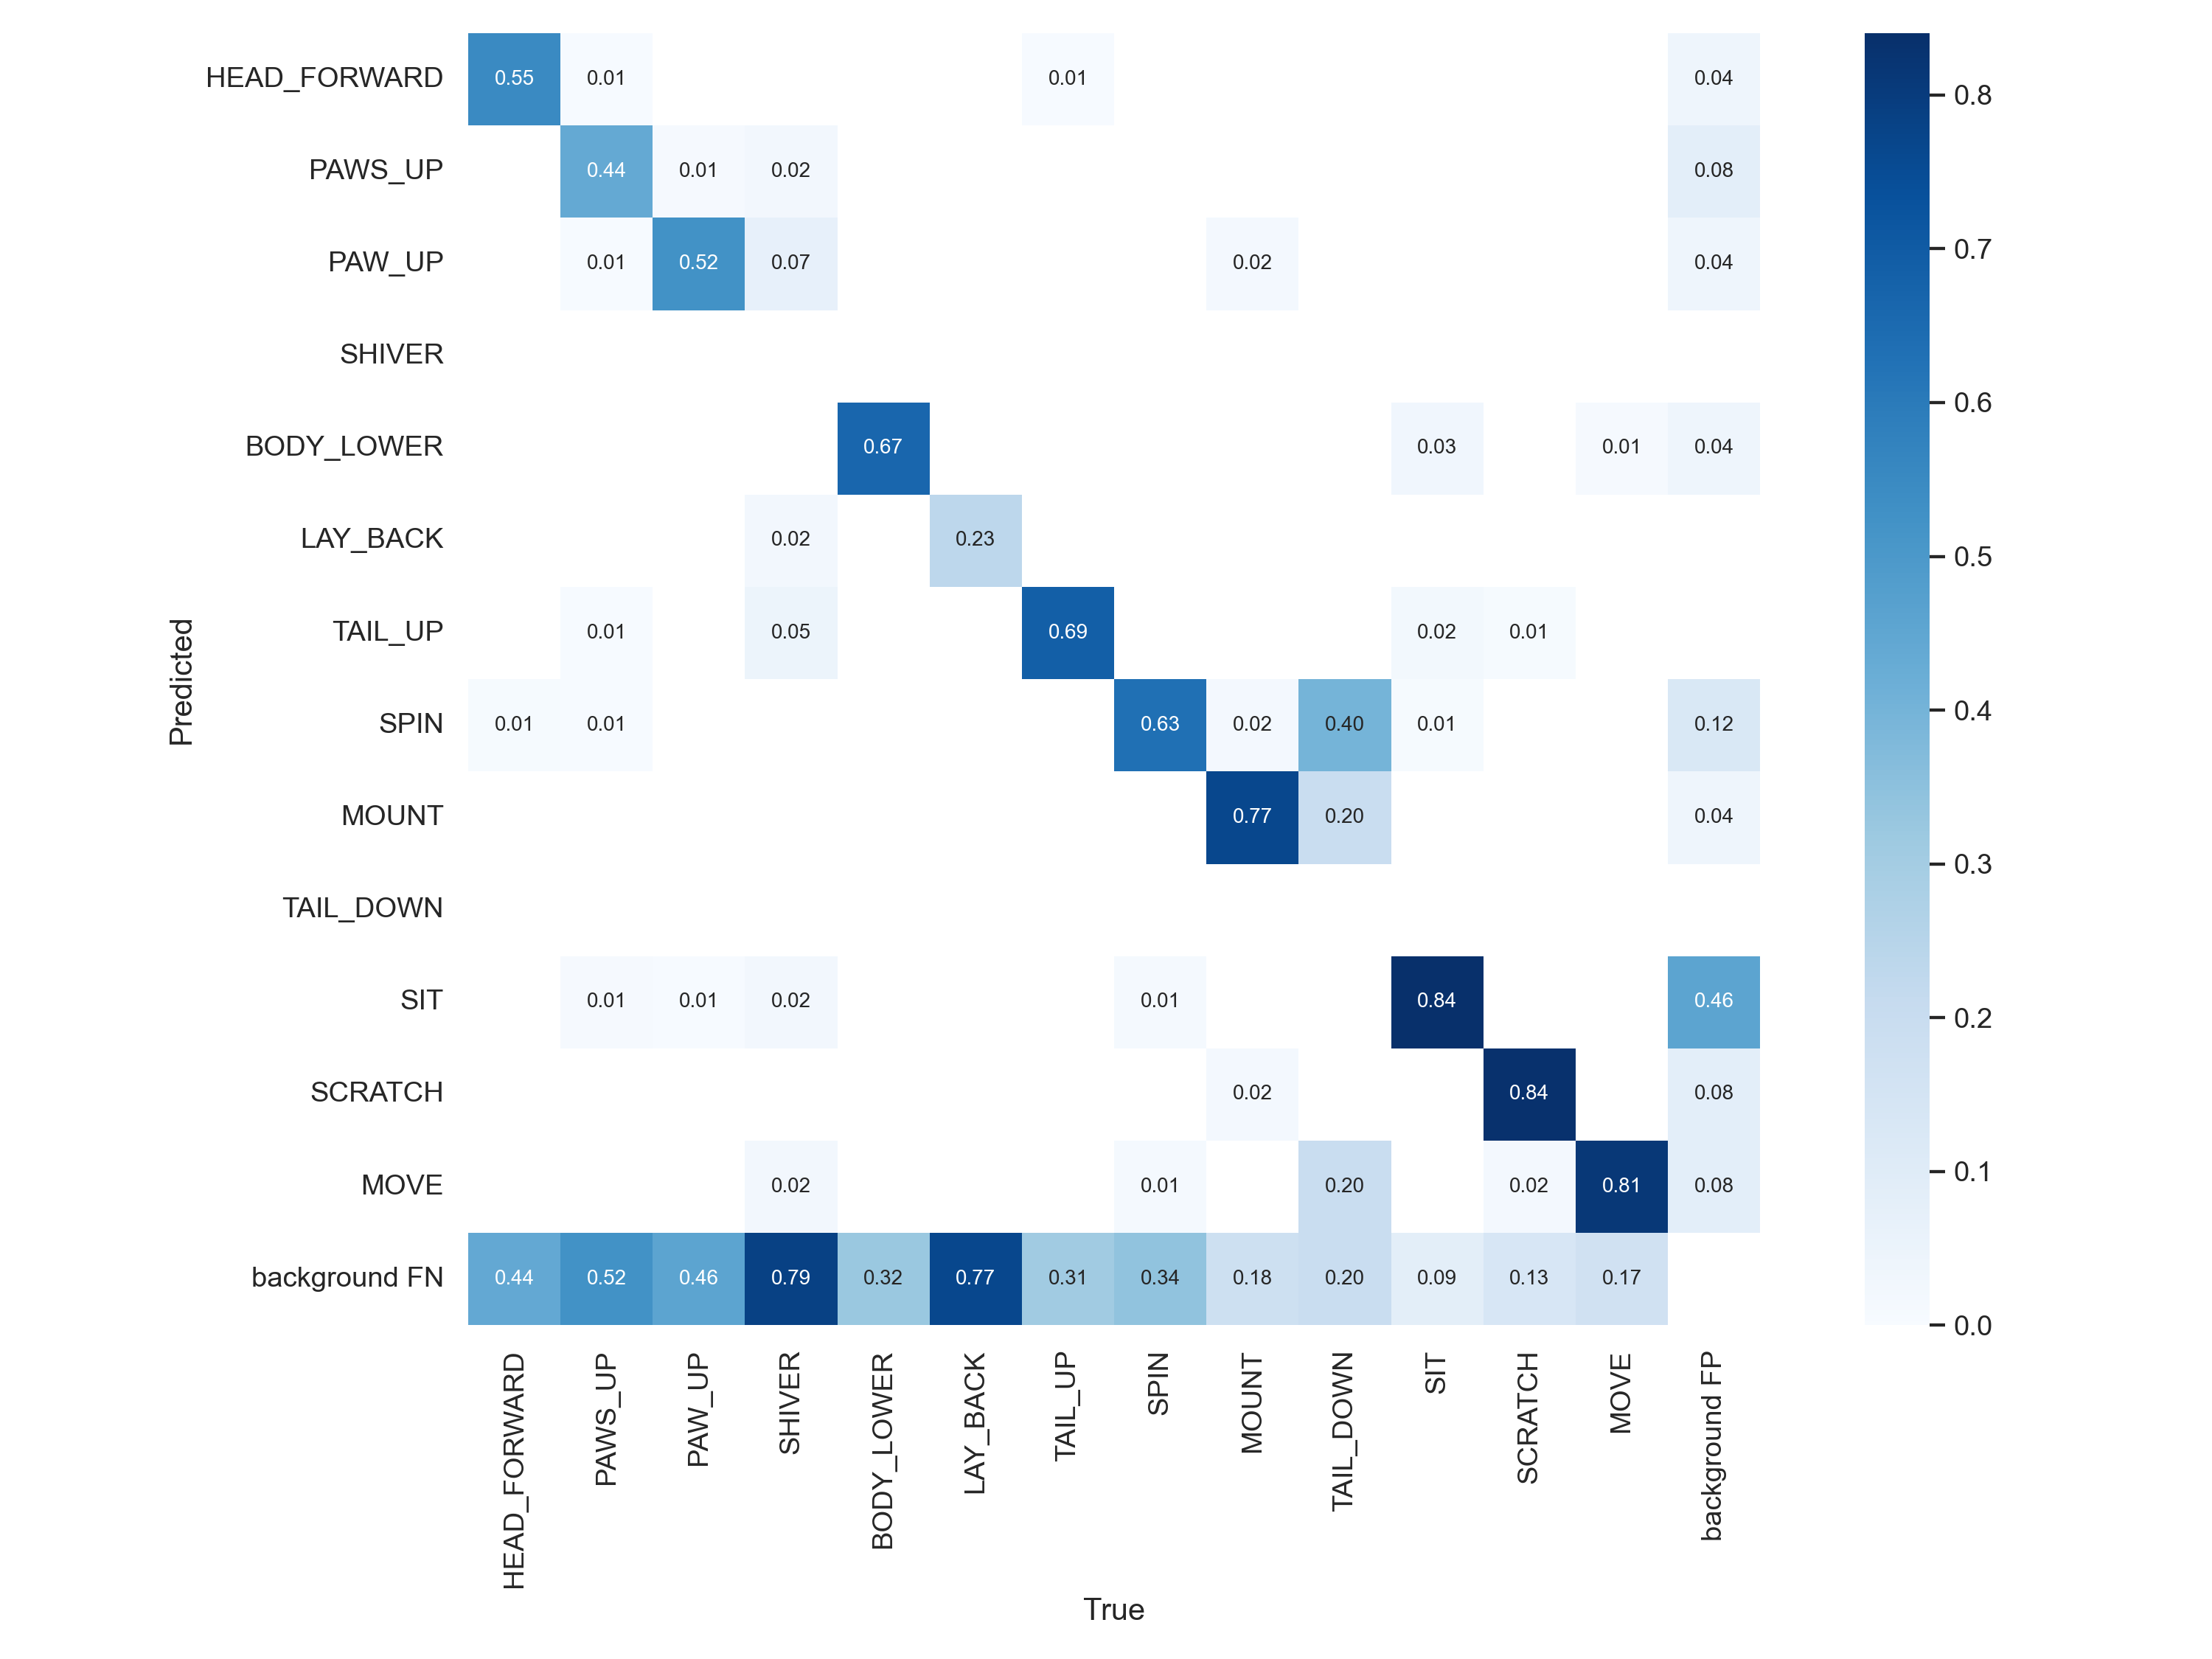 HEAD_FORWARD 0.55 0.01 0.01 0.04
PAWS_UP 0.44 0.01 0.02 0.08
PAW_UP 0.01 0.52 0.07 0.02 0.04
SHIVER
BODY_LOWER 0.67 0.03 0.01 0.04
LAY_BACK 0.02 0.23
TAIL_UP 0.01 0.05 0.69 0.02 0.01
SPIN 0.01 0.01 0.63 0.02 0.40 0.01 0.12
MOUNT 0.77 0.20 0.04
TAIL_DOWN
SIT 0.01 0.01 0.02 0.01 0.84 0.46
SCRATCH 0.02 0.84 0.08
MOVE 0.02 0.01 0.20 0.02 0.81 0.08
background FN 0.44 0.52 0.46 0.79 0.32 0.77 0.31 0.34 0.18 0.20 0.09 0.13 0.17
Predicted
HEAD_FORWARD
PAWS_UP
PAW_UP
SHIVER
BODY_LOWER
LAY_BACK
TAIL_UP
SPIN
MOUNT
TAIL_DOWN
SIT
SCRATCH
MOVE
background FP
True
0.8
0.7
0.6
0.5
0.4
0.3
0.2
0.1
0.0